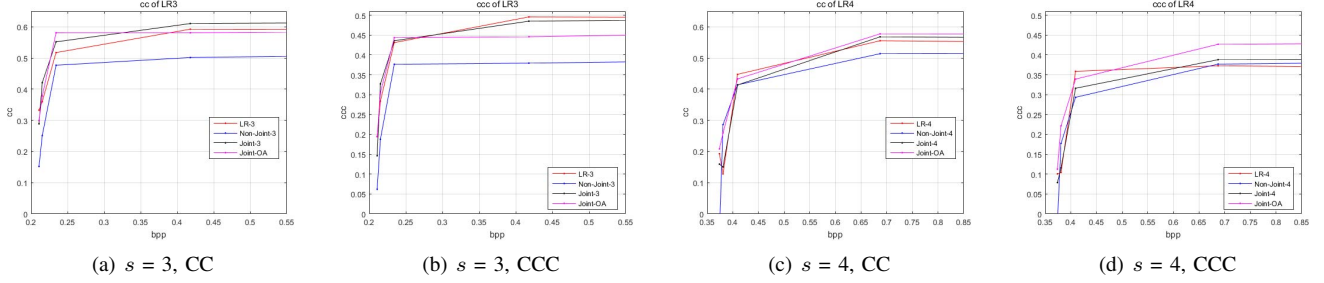 cc of LR3
0.6
0.5
0.4
0.3
0.2
0.1
0
cc
LR-3
Non-Joint-3
Joint-3
Joint-OA
0.2 0.25 0.3 0.35 0.4 0.45 0.5 0.55
bpp
(a) s = 3, CC
ccc of LR3
0.5
0.45
0.4
0.35
0.3
0.25
0.2
0.15
0.1
0.05
0
ccc
LR-3
Non-Joint-3
Joint-3
Joint-OA
0.2 0.25 0.3 0.35 0.4 0.45 0.5 0.55
bpp
(b) s = 3, CCC
cc of LR4
0.6
0.5
0.4
0.3
0.2
0.1
0
cc
LR-4
Non-Joint-4
Joint-4
Joint-OA
0.35 0.4 0.45 0.5 0.55 0.6 0.65 0.7 0.75 0.8 0.85
bpp
(c) s = 4, CC
ccc of LR4
0.5
0.45
0.4
0.35
0.3
0.25
0.2
0.15
0.1
0.05
0
ccc
LR-4
Non-Joint-4
Joint-4
Joint-OA
0.35 0.4 0.45 0.5 0.55 0.6 0.65 0.7 0.75 0.8 0.85
bpp
(d) s = 4, CCC